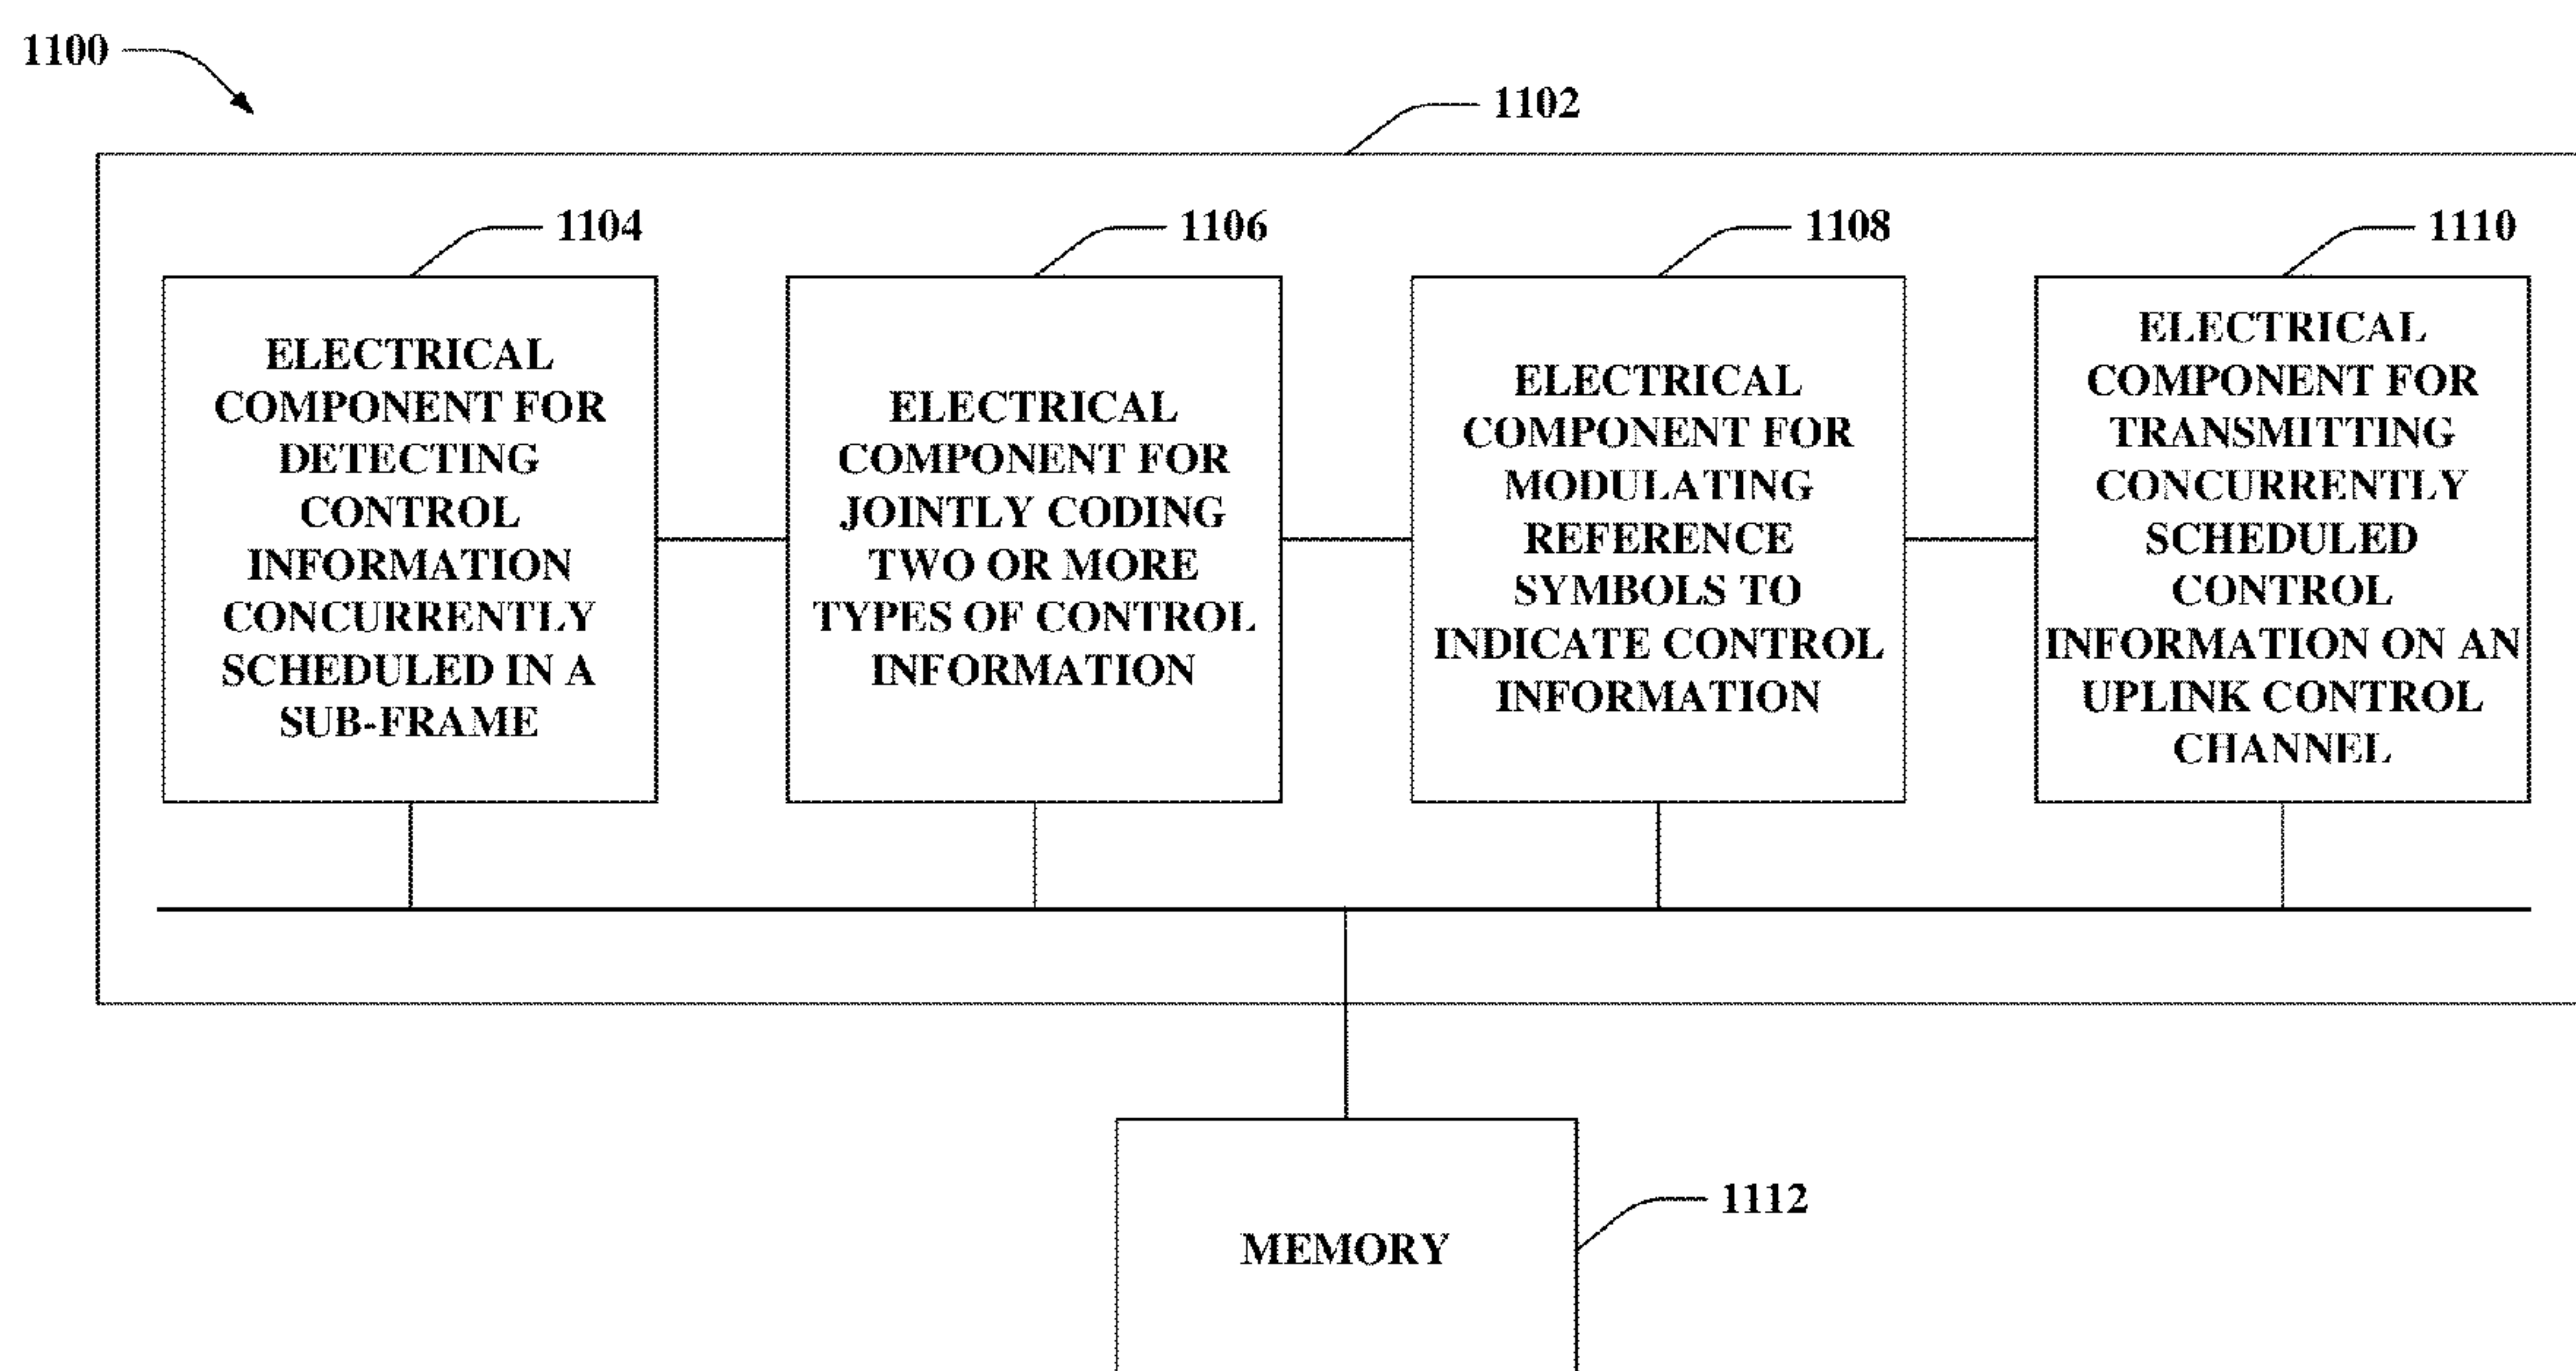 1100
1102
1104
1106
1108
1110
ELECTRICAL
COMPONENT FOR
DETECTING
CONTROL
INFORMATION
CONCURRENTLY
SCHEDULED IN A
SUB-FRAME
ELECTRICAL
COMPONENT FOR
JOINTLY CODING
TWO OR MORE
TYPES OF CONTROL
INFORMATION
ELECTRICAL
COMPONENT FOR
MODULATING
REFERENCE
SYMBOLS TO
INDICATE CONTROL
INFORMATION
ELECTRICAL
COMPONENT FOR
TRANSMITTING
CONCURRENTLY
SCHEDULED
CONTROL
INFORMATION ON AN
UPLINK CONTROL
CHANNEL
1112
MEMORY